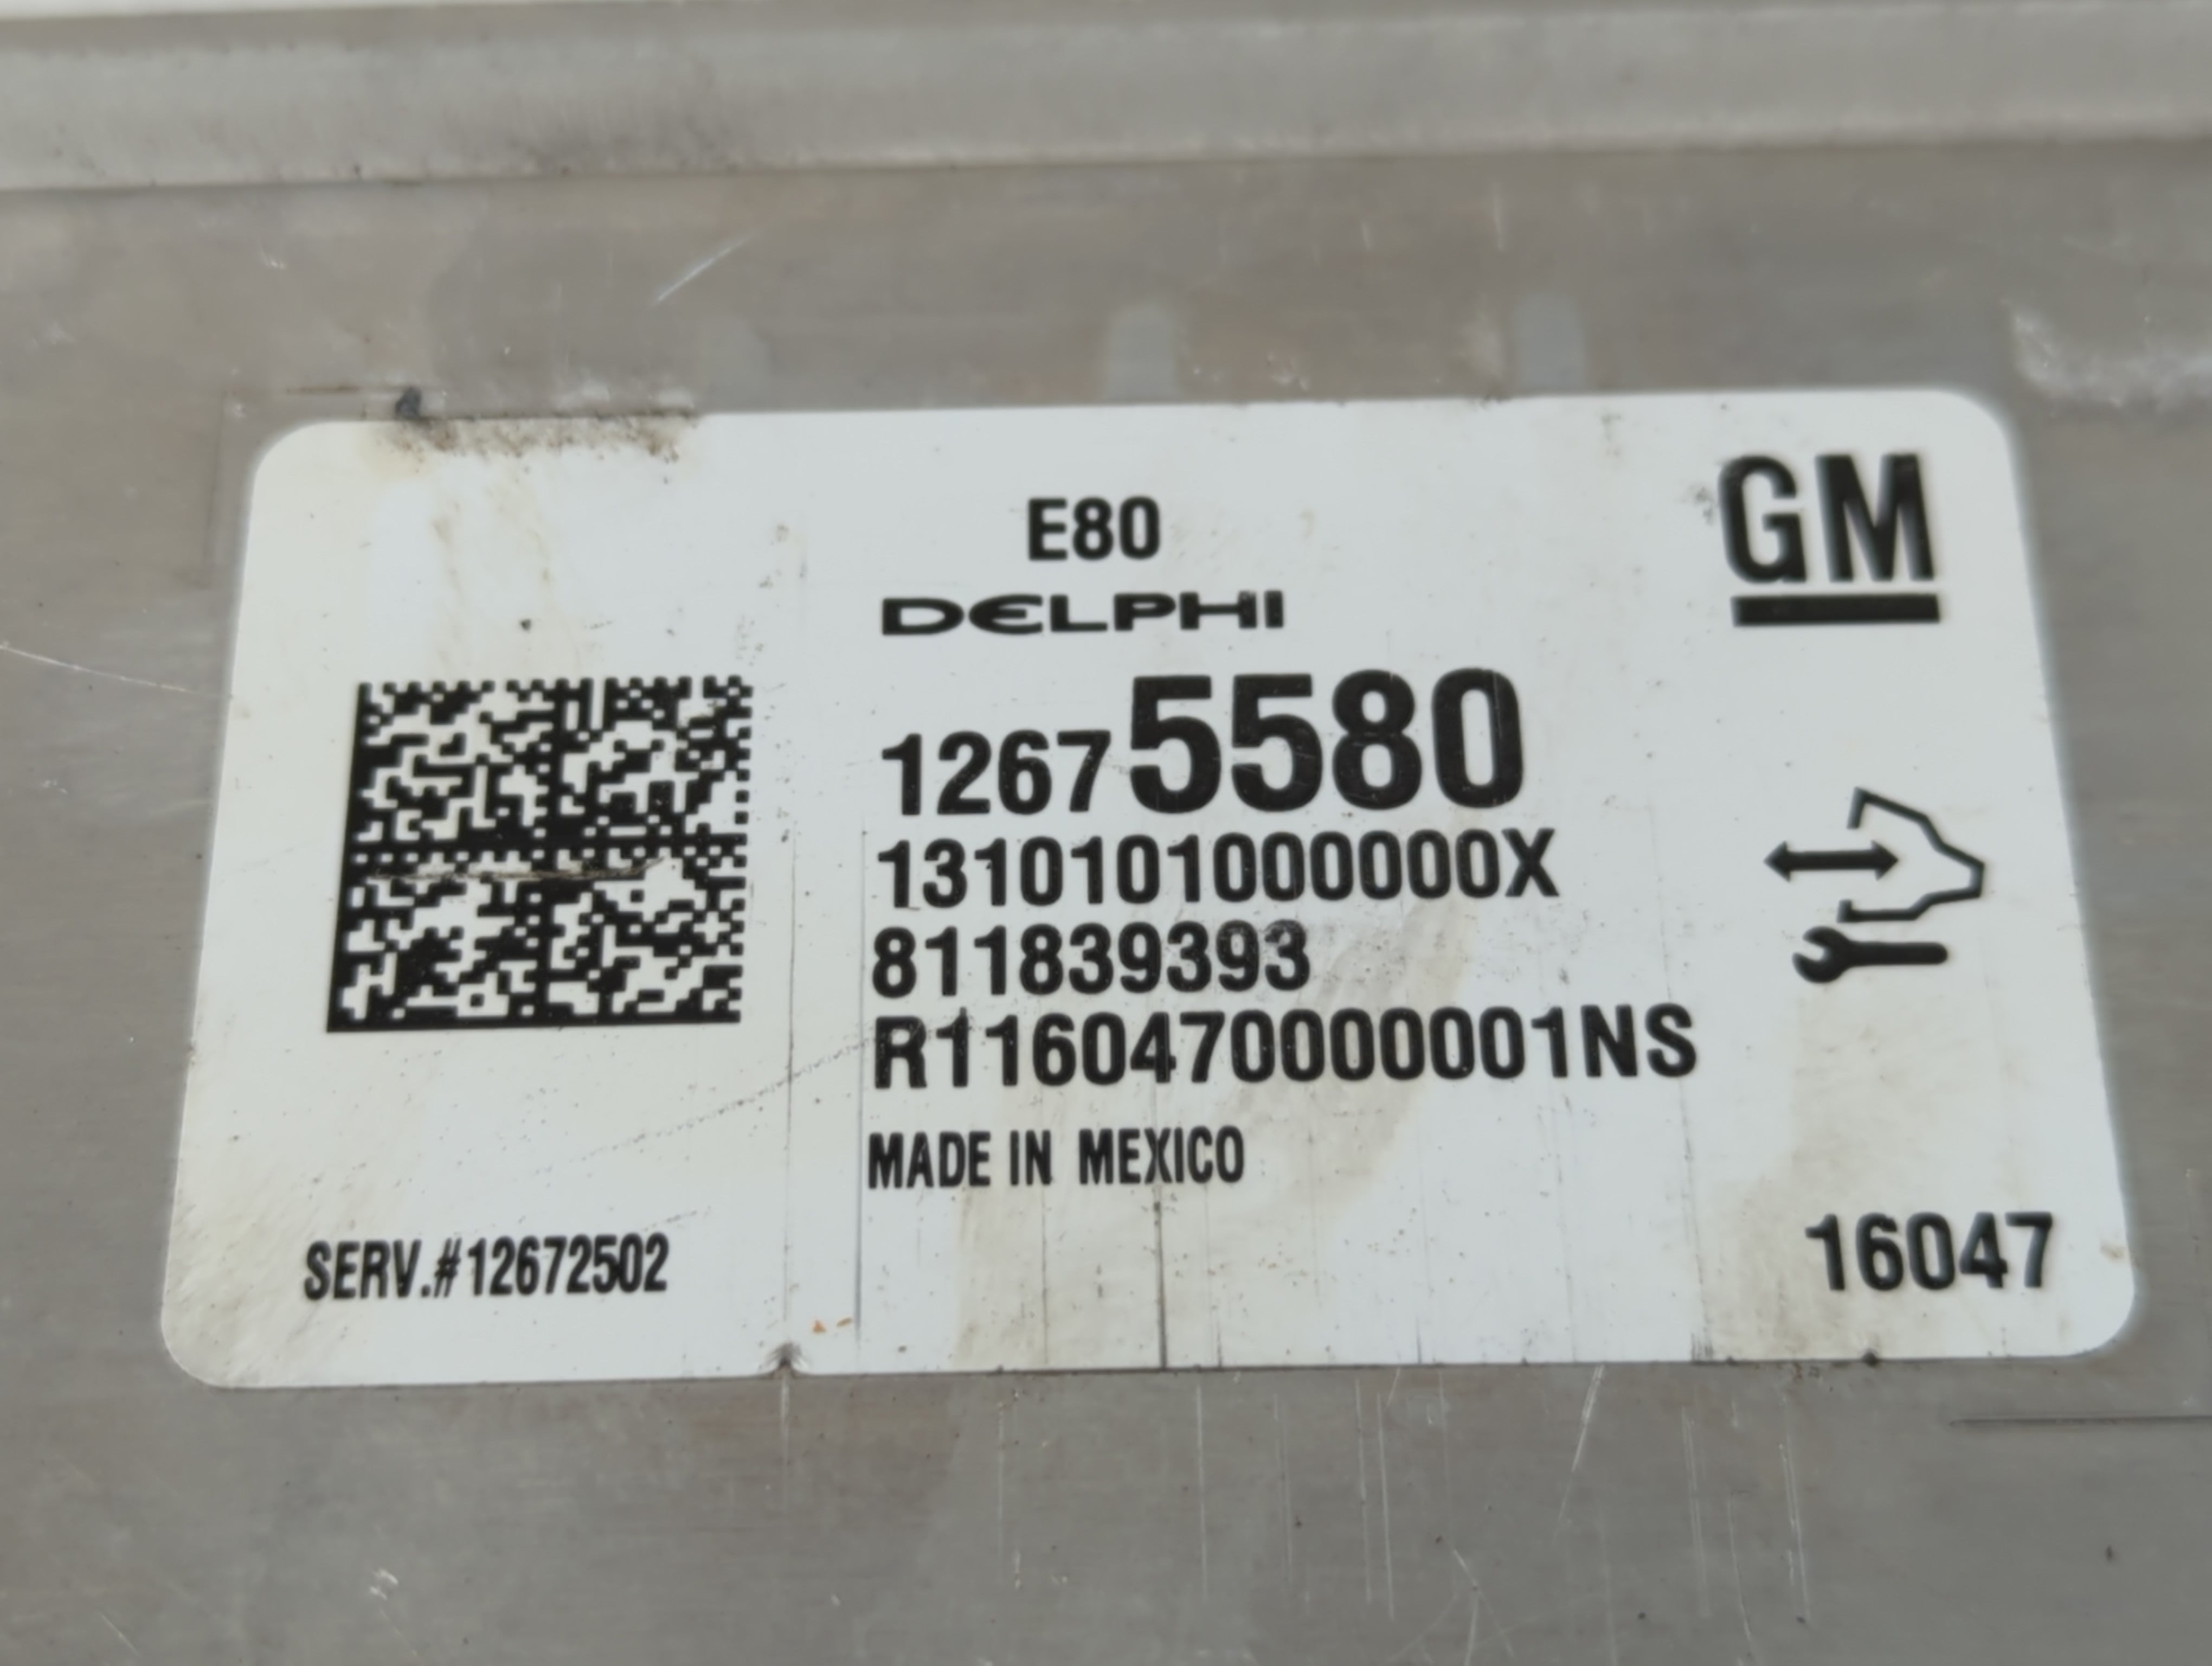 E80
GM
DELPHI
12675580
1310101000000X
811839393
R1160470000001NS
MADE IN MEXICO
SERV.#12672502
16047